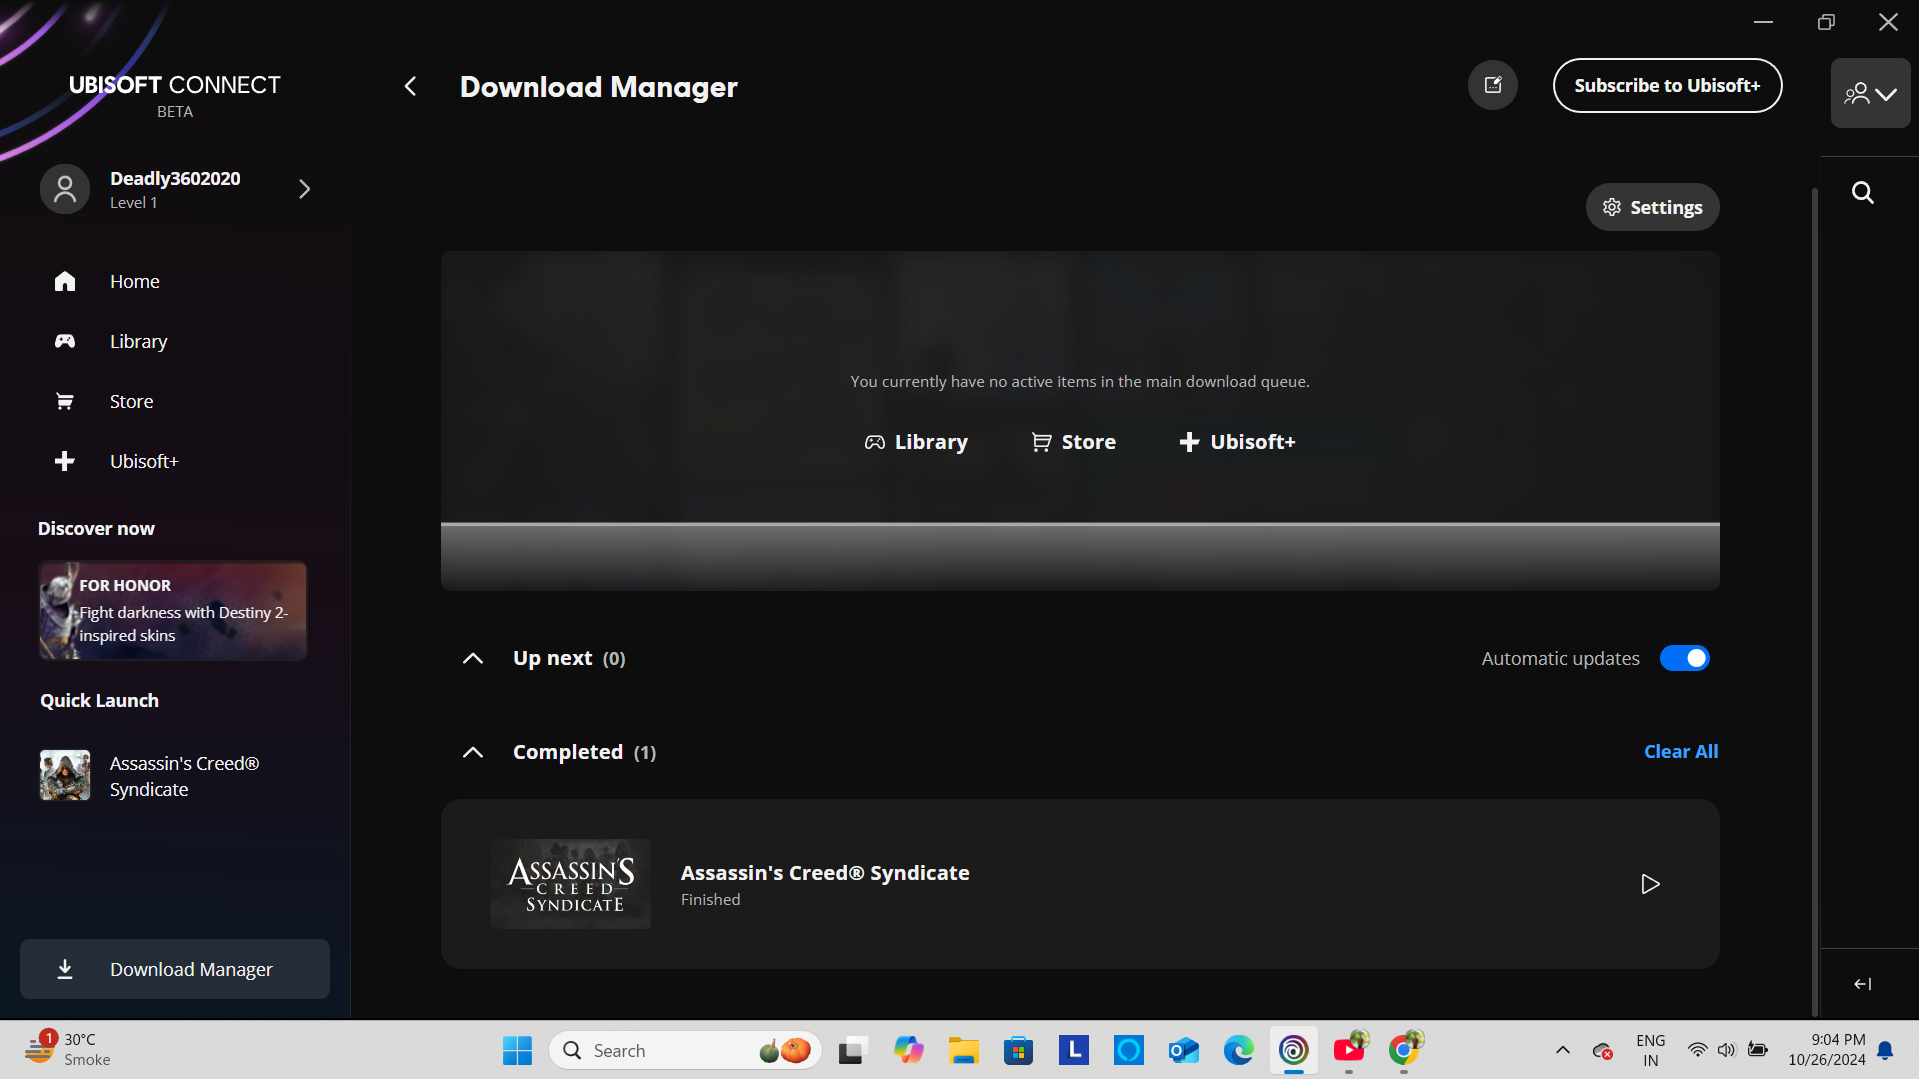 UBISOFT CONNECT
BETA
Deadly3602020
Level 1
Home
Library
Store
Ubisoft+
Discover now
FOR HONOR
Fight darkness with Destiny 2-
inspired skins
Quick Launch
Assassin's Creed®
Syndicate
Download Manager
Download Manager
Subscribe to Ubisoft+
Settings
You currently have no active items in the main download queue.
Library
Store
Ubisoft+
Up next (0)
Automatic updates
Completed (1)
Clear All
ASSASSIN'S
CREED
SYNDICATE
Assassin's Creed® Syndicate
Finished
1
30°C
Smoke
Search
L
O
ENG
IN
9:04 PM
10/26/2024